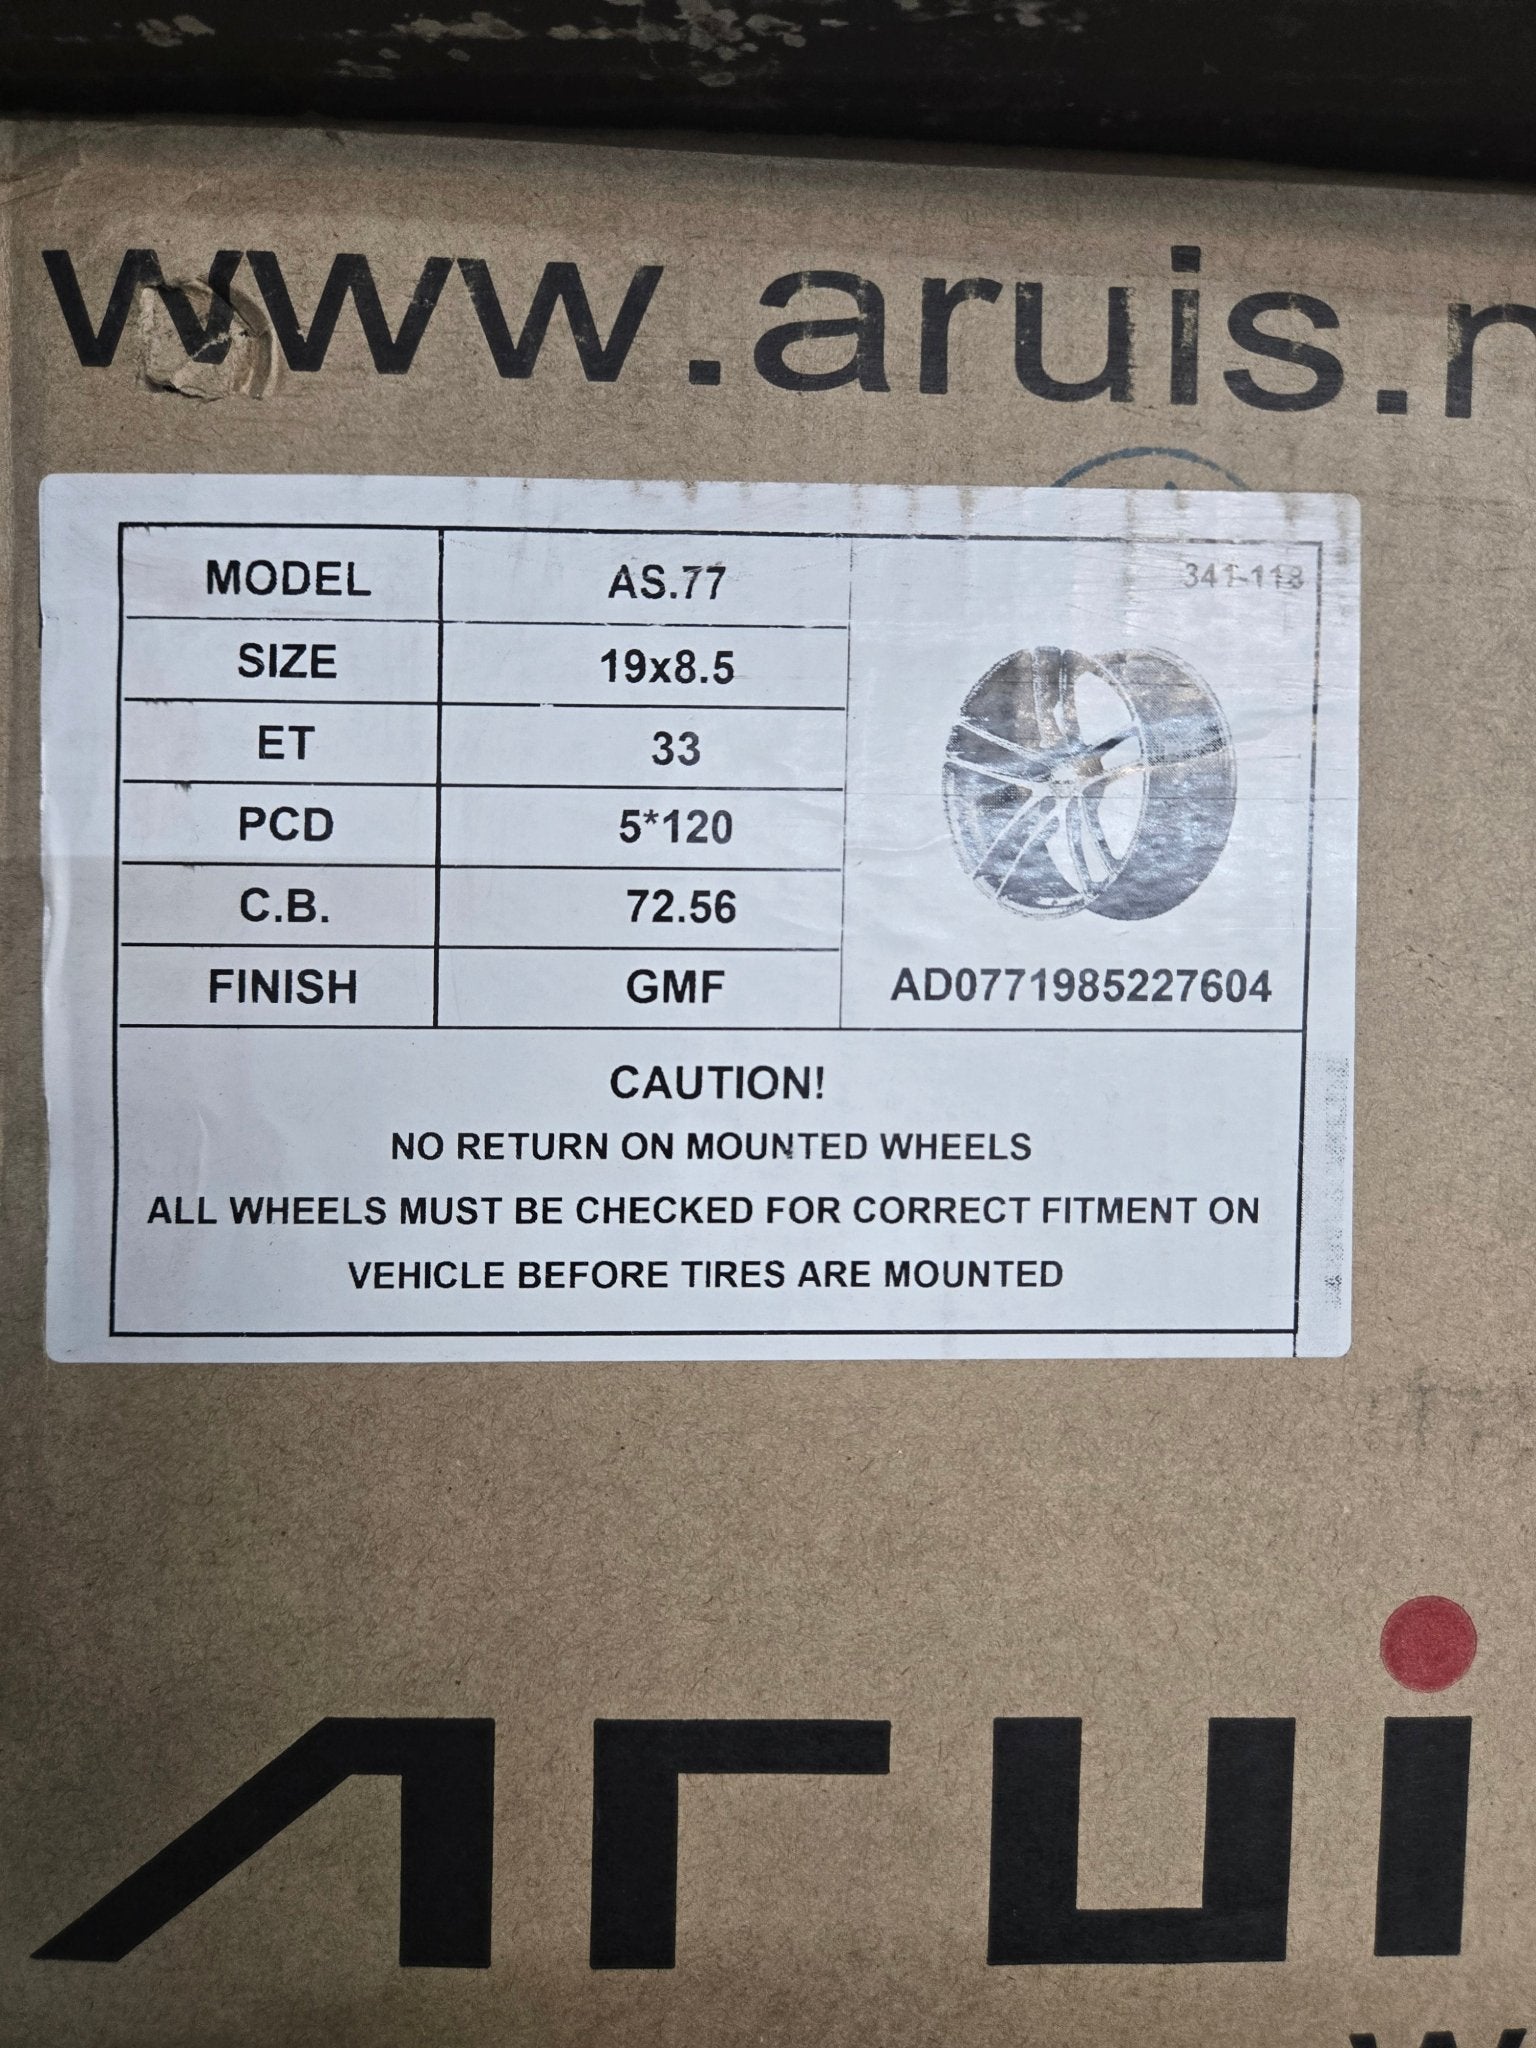 www.aruis.n
MODEL AS.77 341-118
SIZE 19x8.5
ET 33
PCD 5*120
C.B. 72.56
FINISH GMF AD0771985227604
CAUTION!
NO RETURN ON MOUNTED WHEELS
ALL WHEELS MUST BE CHECKED FOR CORRECT FITMENT ON
VEHICLE BEFORE TIRES ARE MOUNTED
arui
w